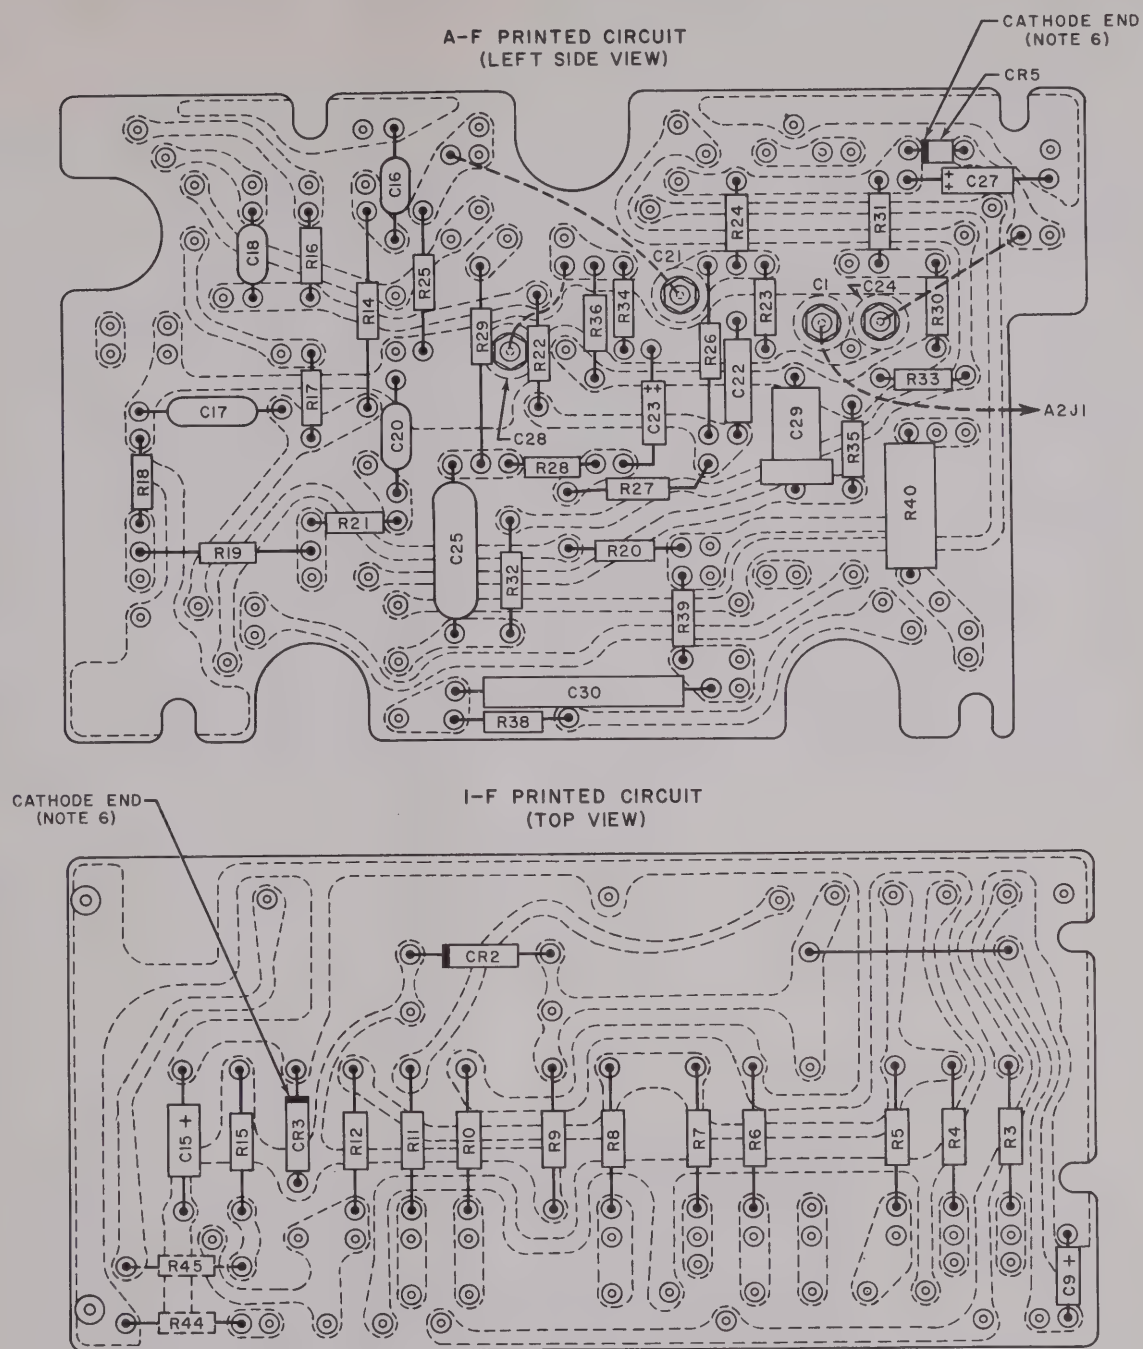 A-F PRINTED CIRCUIT
(LEFT SIDE VIEW)
CATHODE END
(NOTE 6)
CR5
C16
C27
R24
R31
C18
R16
R25
C21
R14
R29
R22
R36
R34
R26
R23
C1
C24
R30
C22
R33
C17
R17
C20
C28
C23
C29
R35
A2J1
R18
R28
R27
R40
R21
R19
C25
R32
R20
R39
C30
R38
I-F PRINTED CIRCUIT
(TOP VIEW)
CATHODE END
(NOTE 6)
CR2
C15 +
R15
CR3
R12
R11
R10
R9
R8
R7
R6
R5
R4
R3
R45
R44
C9 +